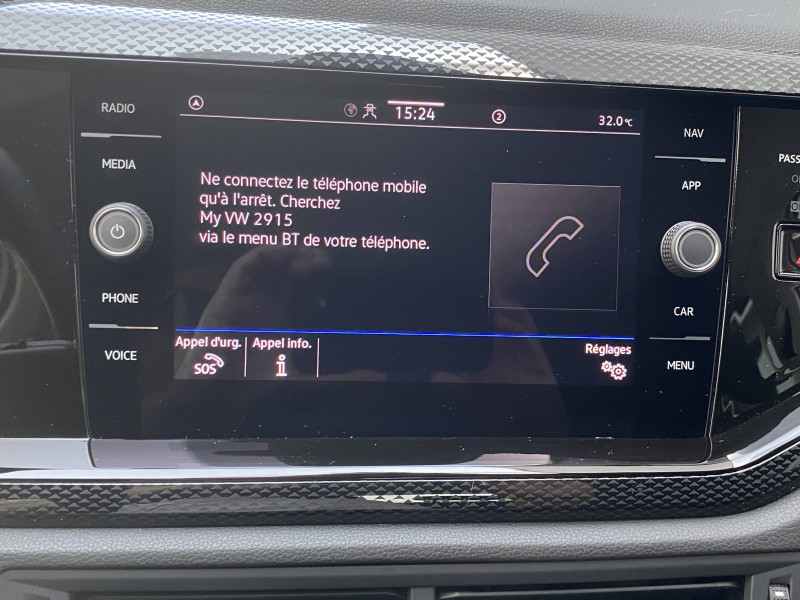 RADIO
MEDIA
PHONE
VOICE
15:24
2
32.0°C
Ne connectez le téléphone mobile
qu'à l'arrêt. Cherchez
My VW 2915
via le menu BT de votre téléphone.
Appel d'urg.
SOS
Appel info.
i
Réglages
NAV
APP
CAR
MENU
PASS